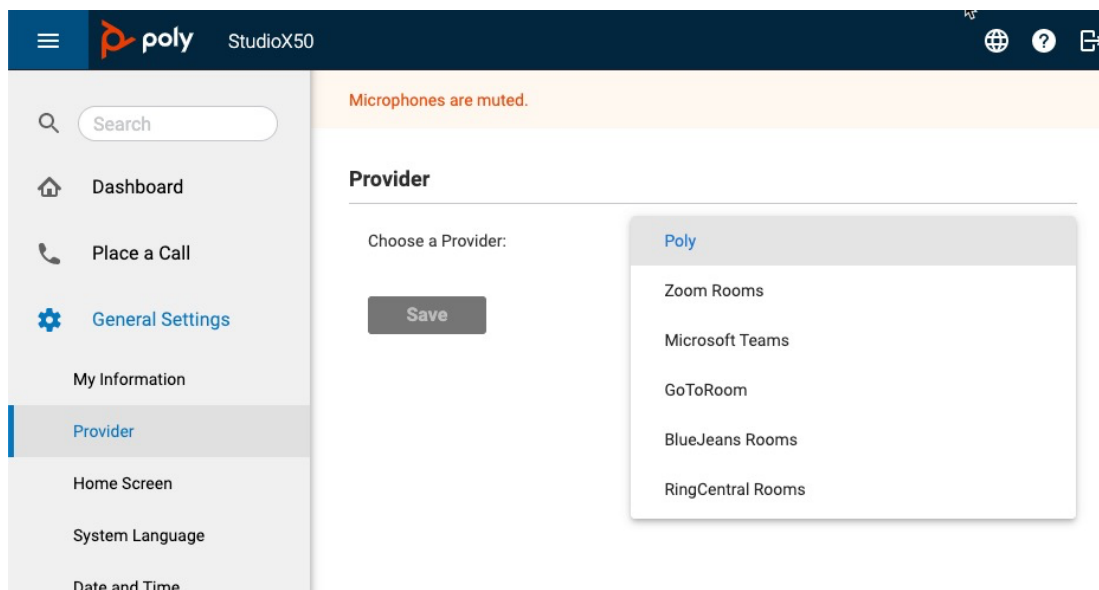 poly StudioX50
Search
Dashboard
Place a Call
General Settings
My Information
Provider
Home Screen
System Language
Date and Time
Microphones are muted.
Provider
Choose a Provider:
Save
Poly
Zoom Rooms
Microsoft Teams
GoToRoom
BlueJeans Rooms
RingCentral Rooms